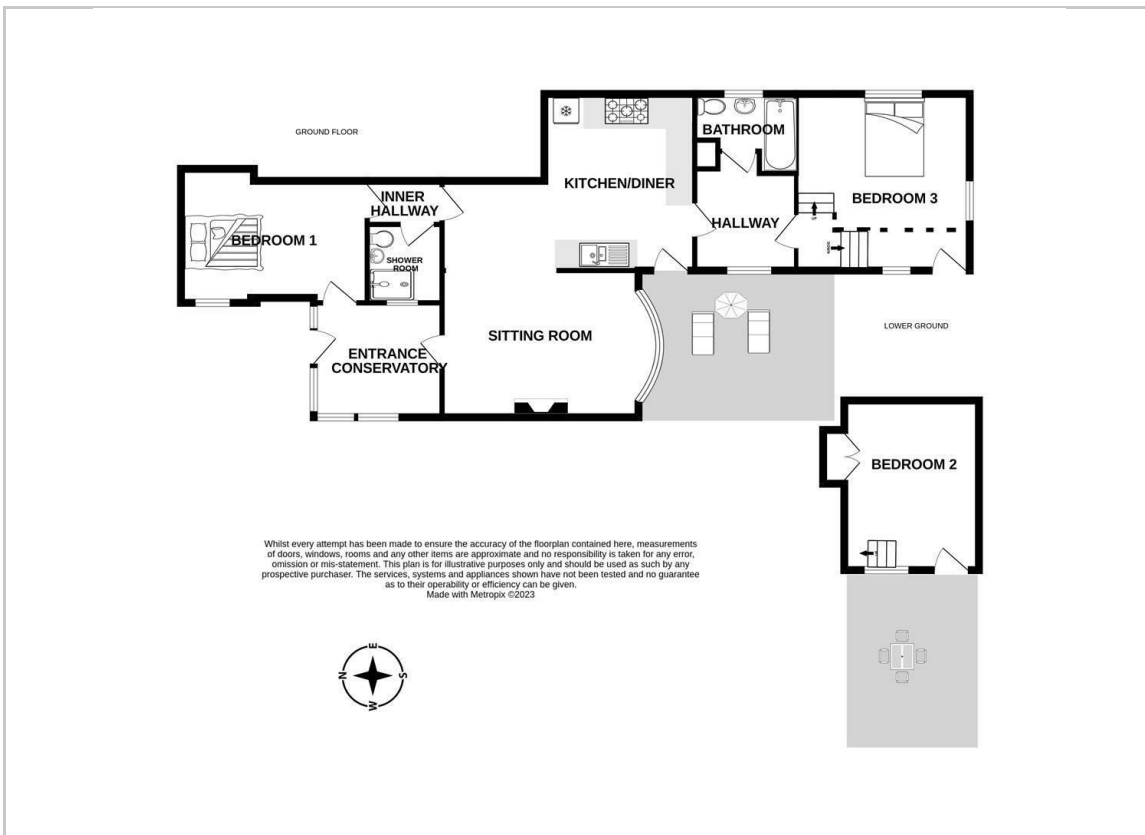 GROUND FLOOR
BATHROOM
KITCHEN/DINER
INNER
HALLWAY
BEDROOM 3
UP
HALLWAY
BEDROOM 1
DOWN
SHOWER
ROOM
LOWER GROUND
SITTING ROOM
ENTRANCE
CONSERVATORY
BEDROOM 2
UP
Whilst every attempt has been made to ensure the accuracy of the floorplan contained here, measurements
of doors, windows, rooms and any other items are approximate and no responsibility is taken for any error,
omission or mis-statement. This plan is for illustrative purposes only and should be used as such by any
prospective purchaser. The services, systems and appliances shown have not been tested and no guarantee
as to their operability or efficiency can be given.
Made with Metropix ©2023
E
N
S
W